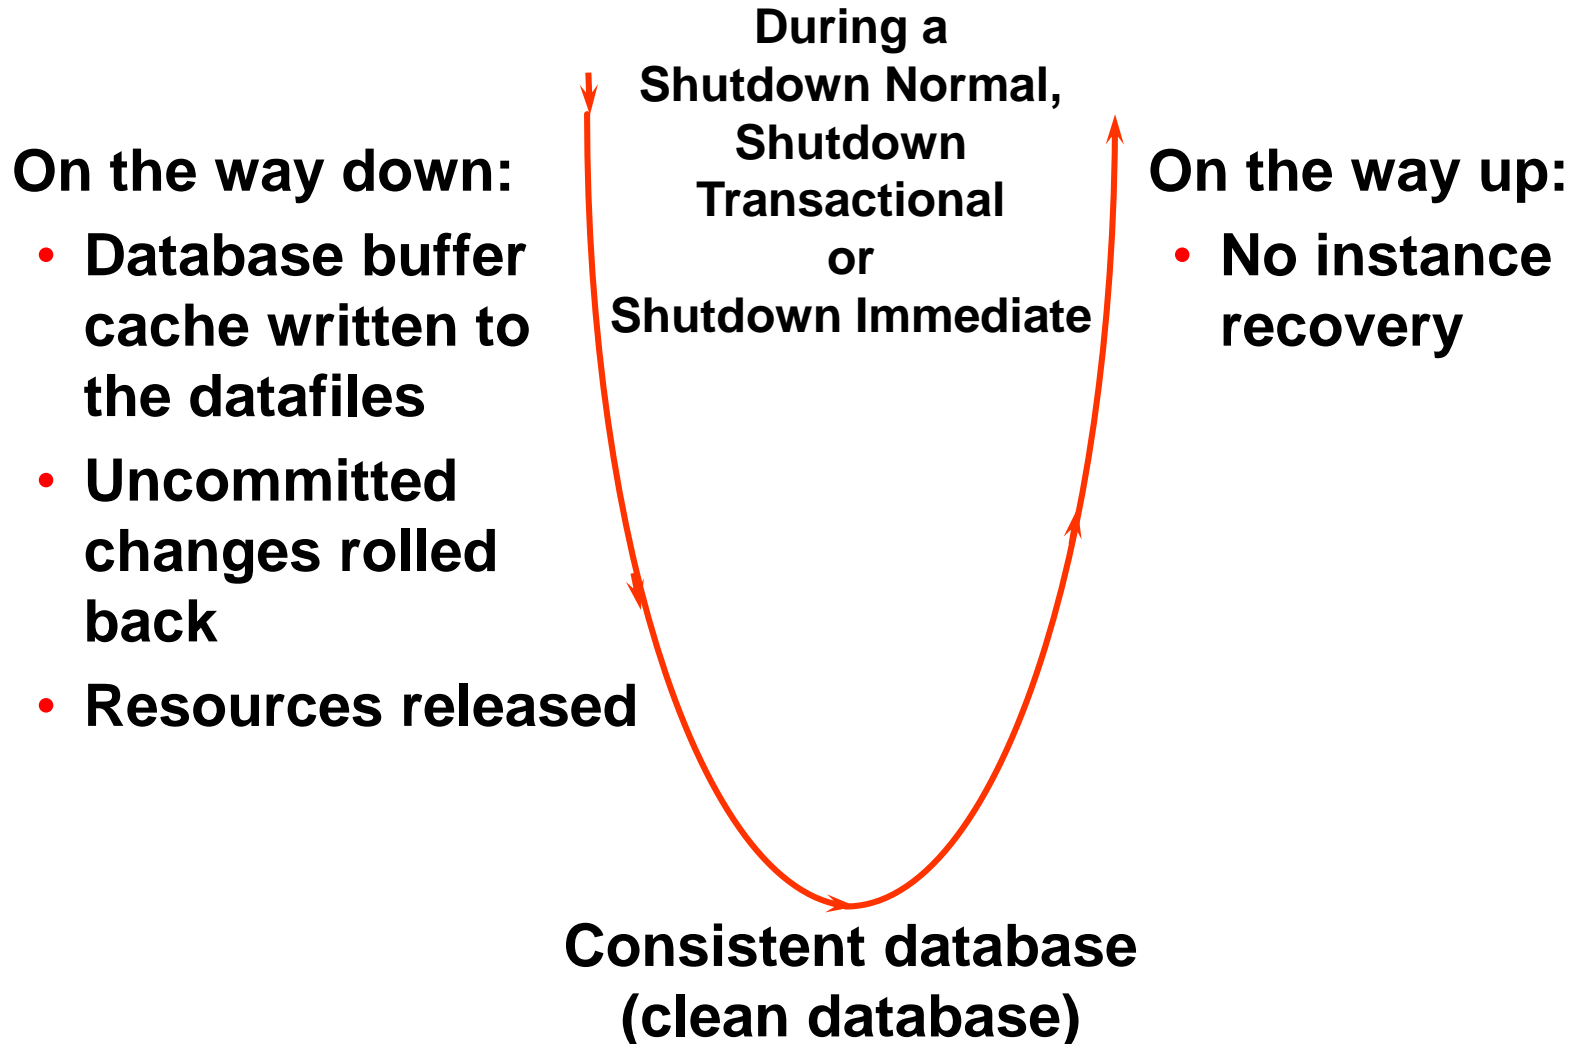 During a
Shutdown Normal,
Shutdown
Transactional
or
Shutdown Immediate
On the way down:
• Database buffer
cache written to
the datafiles
• Uncommitted
changes rolled
back
• Resources released
On the way up:
• No instance
recovery
Consistent database
(clean database)